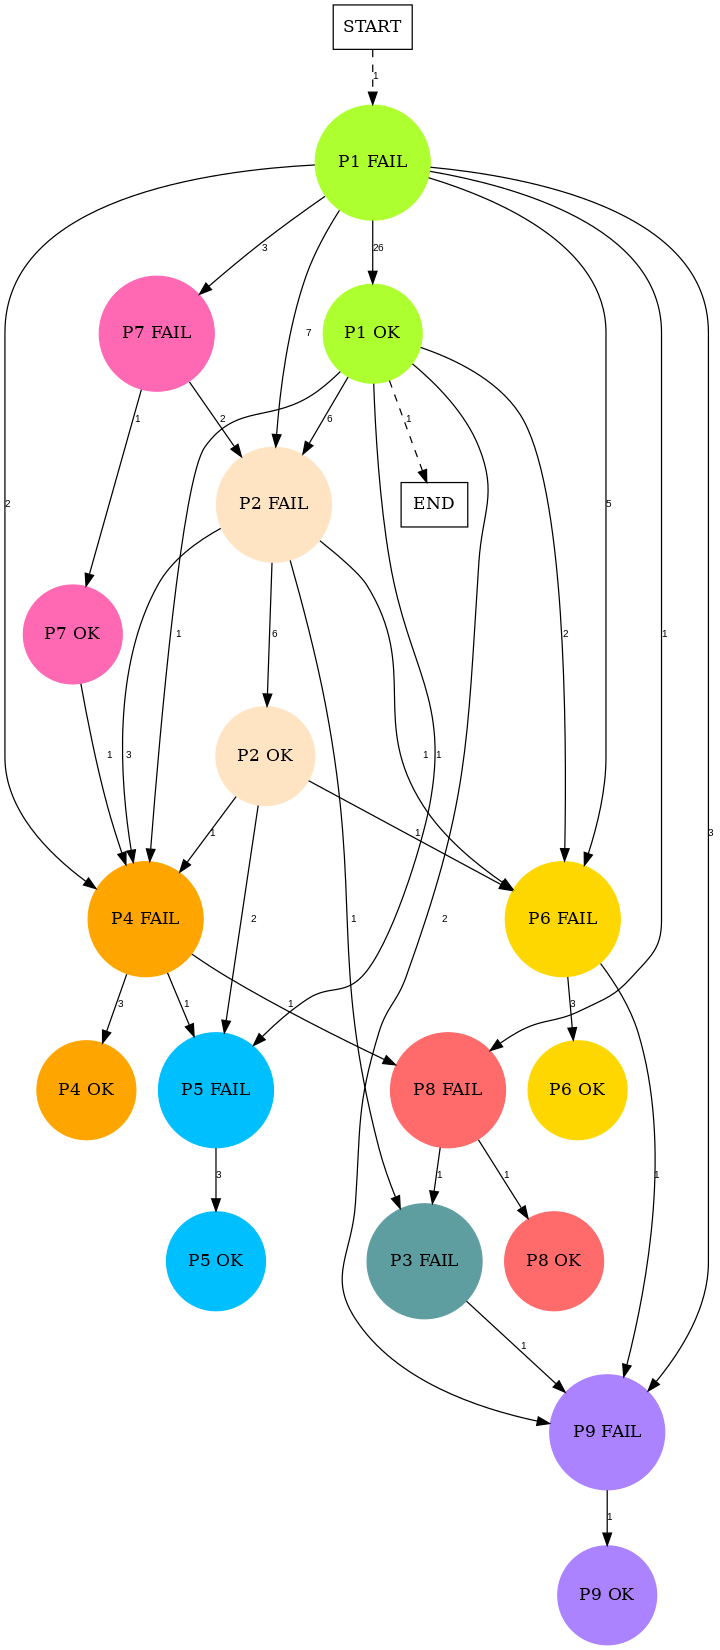 START
1
P1 FAIL
3
26
7
P7 FAIL
P1 OK
1
2
6
1
P2 FAIL
END
2
5
P7 OK
1
6
2
1
P2 OK
1
3
1
1
1
1
3
P4 FAIL
2
1
2
P6 FAIL
3
1
1
3
P4 OK
P5 FAIL
P8 FAIL
P6 OK
3
1
1
1
P5 OK
P3 FAIL
P8 OK
1
P9 FAIL
1
P9 OK